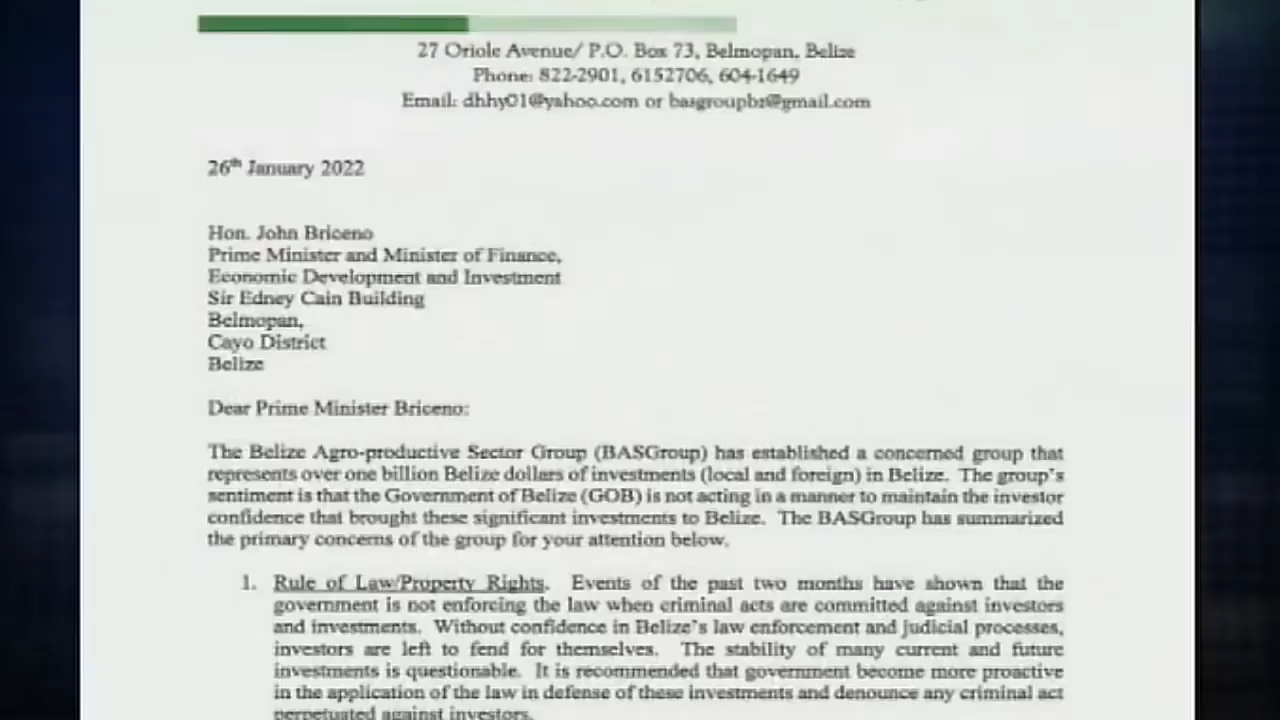 27 Oriole Avenue/ P.O. Box 73, Belmopan, Belize
Phone: 822-2901, 6152706, 604-1649
Email: dhhy01@yahoo.com or basgroupbz@gmail.com
26th January 2022
Hon. John Briceno
Prime Minister and Minister of Finance,
Economic Development and Investment
Sir Edney Cain Building
Belmopan,
Cayo District
Belize
Dear Prime Minister Briceno:
The Belize Agro-productive Sector Group (BASGroup) has established a concerned group that
represents over one billion Belize dollars of investments (local and foreign) in Belize. The group's
sentiment is that the Government of Belize (GOB) is not acting in a manner to maintain the investor
confidence that brought these significant investments to Belize. The BASGroup has summarized
the primary concerns of the group for your attention below.
1. Rule of Law/Property Rights. Events of the past two months have shown that the
government is not enforcing the law when criminal acts are committed against investors
and investments. Without confidence in Belize's law enforcement and judicial processes,
investors are left to fend for themselves. The stability of many current and future
investments is questionable. It is recommended that government become more proactive
in the application of the law in defense of these investments and denounce any criminal act
perpetuated against investors.